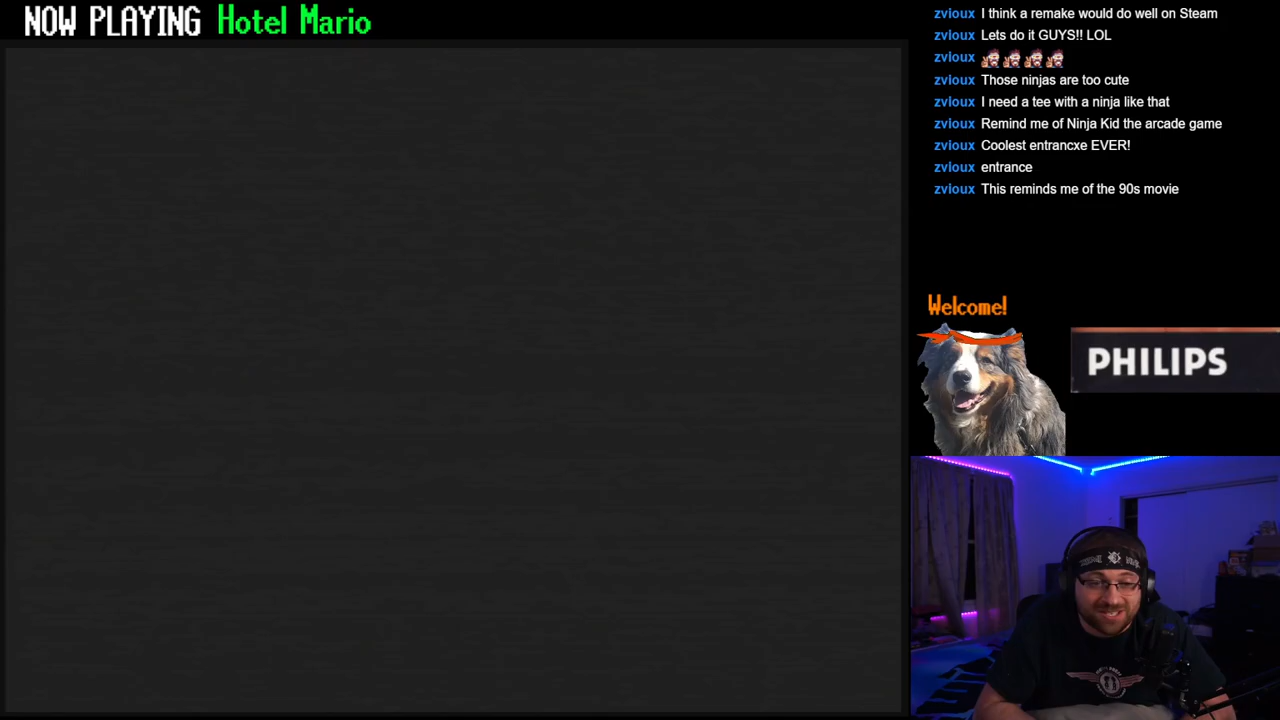 NOW PLAYING Hotel Mario
zvioux I think a remake would do well on Steam
zvioux Lets do it GUYS!! LOL
zvioux
zvioux Those ninjas are too cute
zvioux I need a tee with a ninja like that
zvioux Remind me of Ninja Kid the arcade game
zvioux Coolest entrancxe EVER!
zvioux entrance
zvioux This reminds me of the 90s movie
Welcome!
PHILIPS